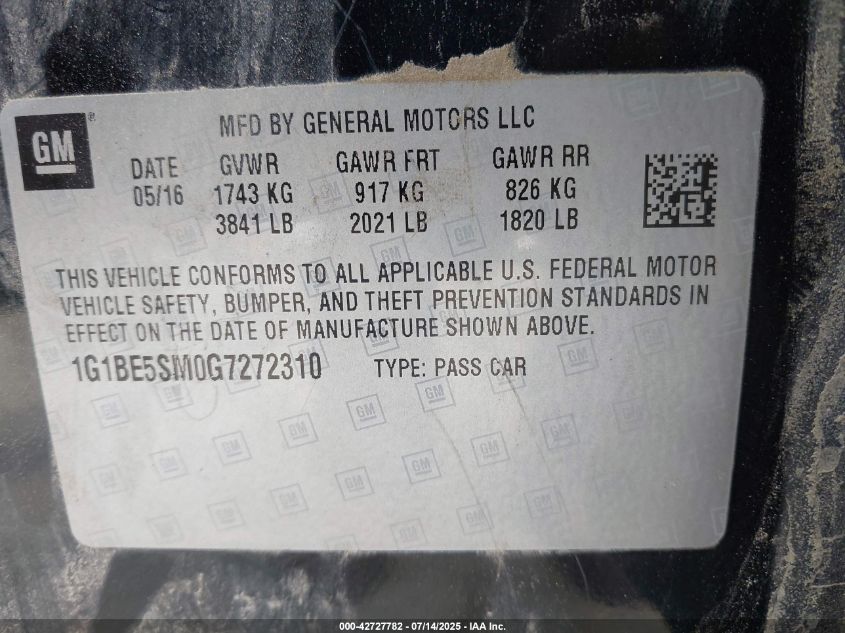 GM ® MFD BY GENERAL MOTORS LLC
DATE GVWR GAWR FRT GAWR RR
05/16 1743 KG 917 KG 826 KG
3841 LB 2021 LB 1820 LB
THIS VEHICLE CONFORMS TO ALL APPLICABLE U.S. FEDERAL MOTOR
VEHICLE SAFETY, BUMPER, AND THEFT PREVENTION STANDARDS IN
EFFECT ON THE DATE OF MANUFACTURE SHOWN ABOVE.
1G1BE5SM0G7272310 TYPE: PASS CAR
000-42727782 - 07/14/2025 - IAA Inc.